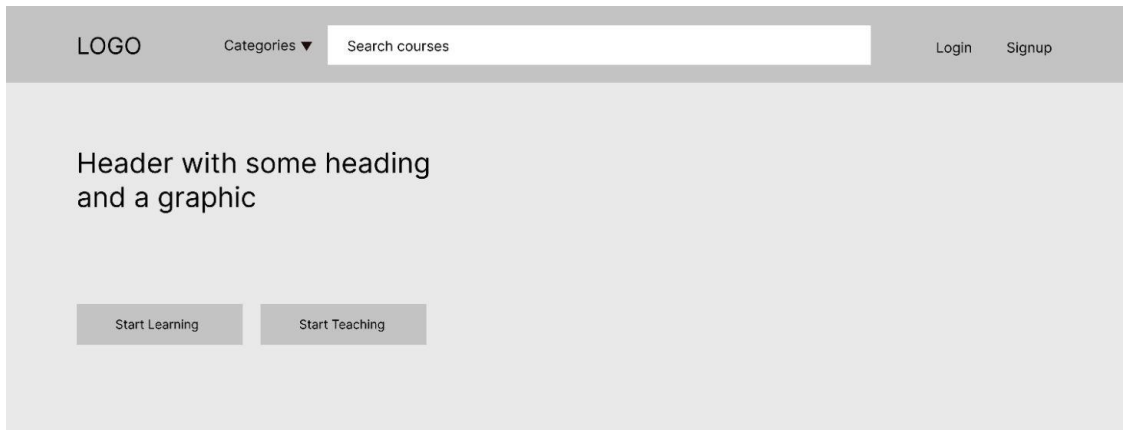 LOGO
Categories ▼
Search courses
Login
Signup
Header with some heading
and a graphic
Start Learning
Start Teaching